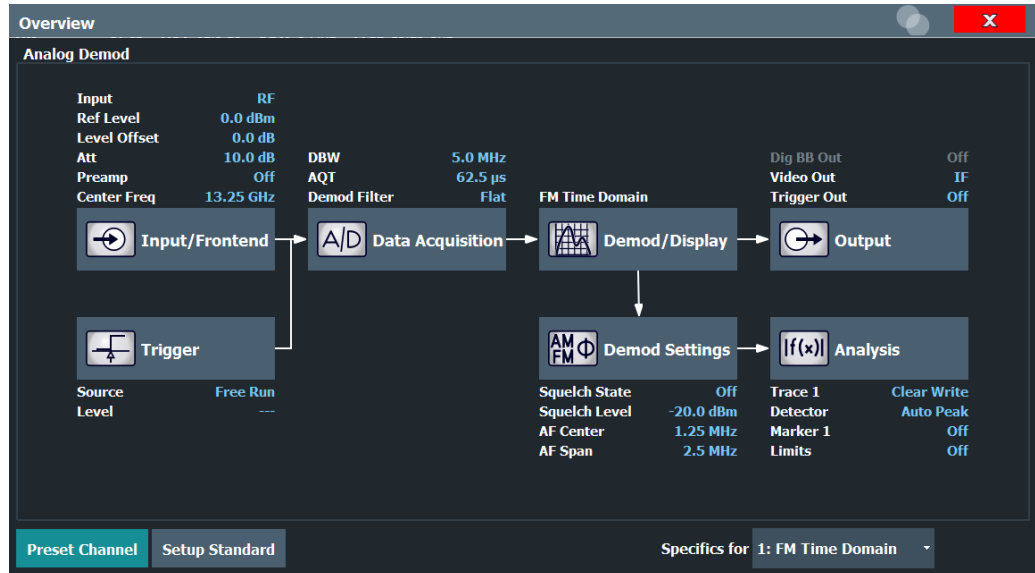 Overview
X
Analog Demod
Input RF
Ref Level 0.0 dBm
Level Offset 0.0 dB
Att 10.0 dB
Preamp Off
Center Freq 13.25 GHz
DBW 5.0 MHz
AQT 62.5 µs
Demod Filter Flat
FM Time Domain
Dig BB Out Off
Video Out IF
Trigger Out Off
Input/Frontend
A/D Data Acquisition
Demod/Display
Output
Trigger
AM FM Φ Demod Settings
|f(x)| Analysis
Source Free Run
Level ---
Squelch State Off
Squelch Level -20.0 dBm
AF Center 1.25 MHz
AF Span 2.5 MHz
Trace 1 Clear Write
Detector Auto Peak
Marker 1 Off
Limits Off
Preset Channel
Setup Standard
Specifics for 1: FM Time Domain